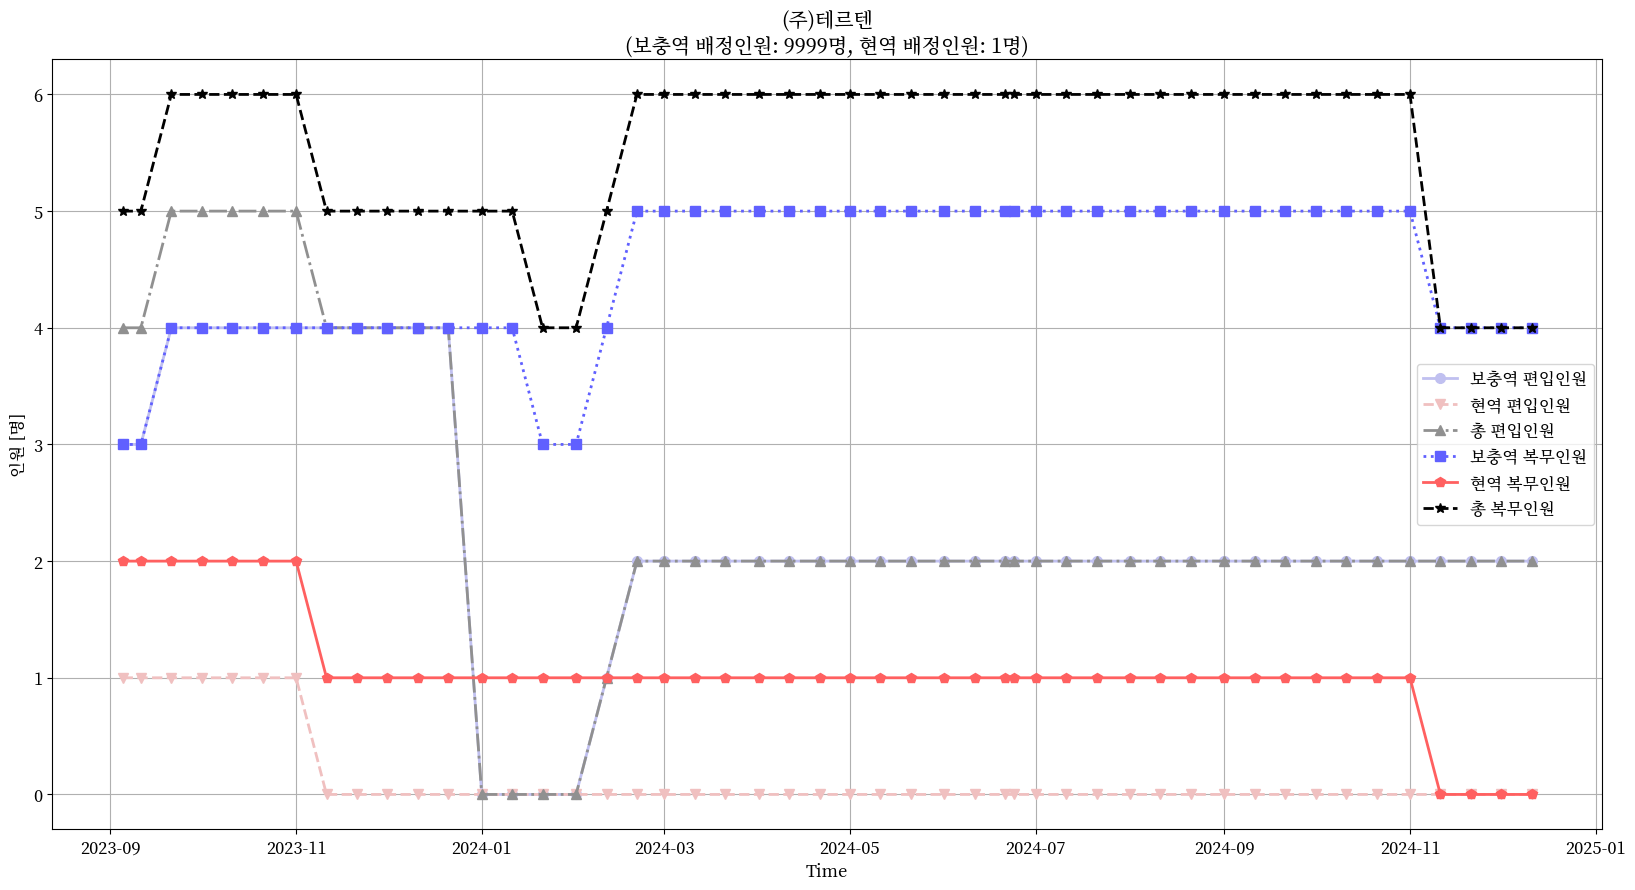 (주)테르텐
(보충역 배정인원: 9999명, 현역 배정인원: 1명)
인원 [명]
6
5
4
3
2
1
0
보충역 편입인원
현역 편입인원
총 편입인원
보충역 복무인원
현역 복무인원
총 복무인원
2023-09
2023-11
2024-01
2024-03
2024-05
2024-07
2024-09
2024-11
2025-01
Time